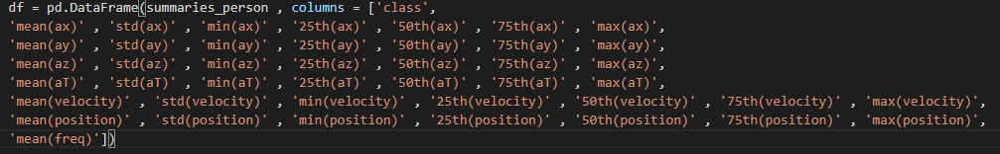 df = pd.DataFrame(summaries_person , columns = ['class',
'mean(ax)' , 'std(ax)' , 'min(ax)' , '25th(ax)' , '50th(ax)' , '75th(ax)' , 'max(ax)',
'mean(ay)' , 'std(ay)' , 'min(ay)' , '25th(ay)' , '50th(ay)' , '75th(ay)' , 'max(ay)',
'mean(az)' , 'std(az)' , 'min(az)' , '25th(az)' , '50th(az)' , '75th(az)' , 'max(az)',
'mean(aT)' , 'std(aT)' , 'min(aT)' , '25th(aT)' , '50th(aT)' , '75th(aT)' , 'max(aT)',
'mean(velocity)' , 'std(velocity)' , 'min(velocity)' , '25th(velocity)' , '50th(velocity)' , '75th(velocity)' , 'max(velocity)',
'mean(position)' , 'std(position)' , 'min(position)' , '25th(position)' , '50th(position)' , '75th(position)' , 'max(position)',
'mean(freq)'])